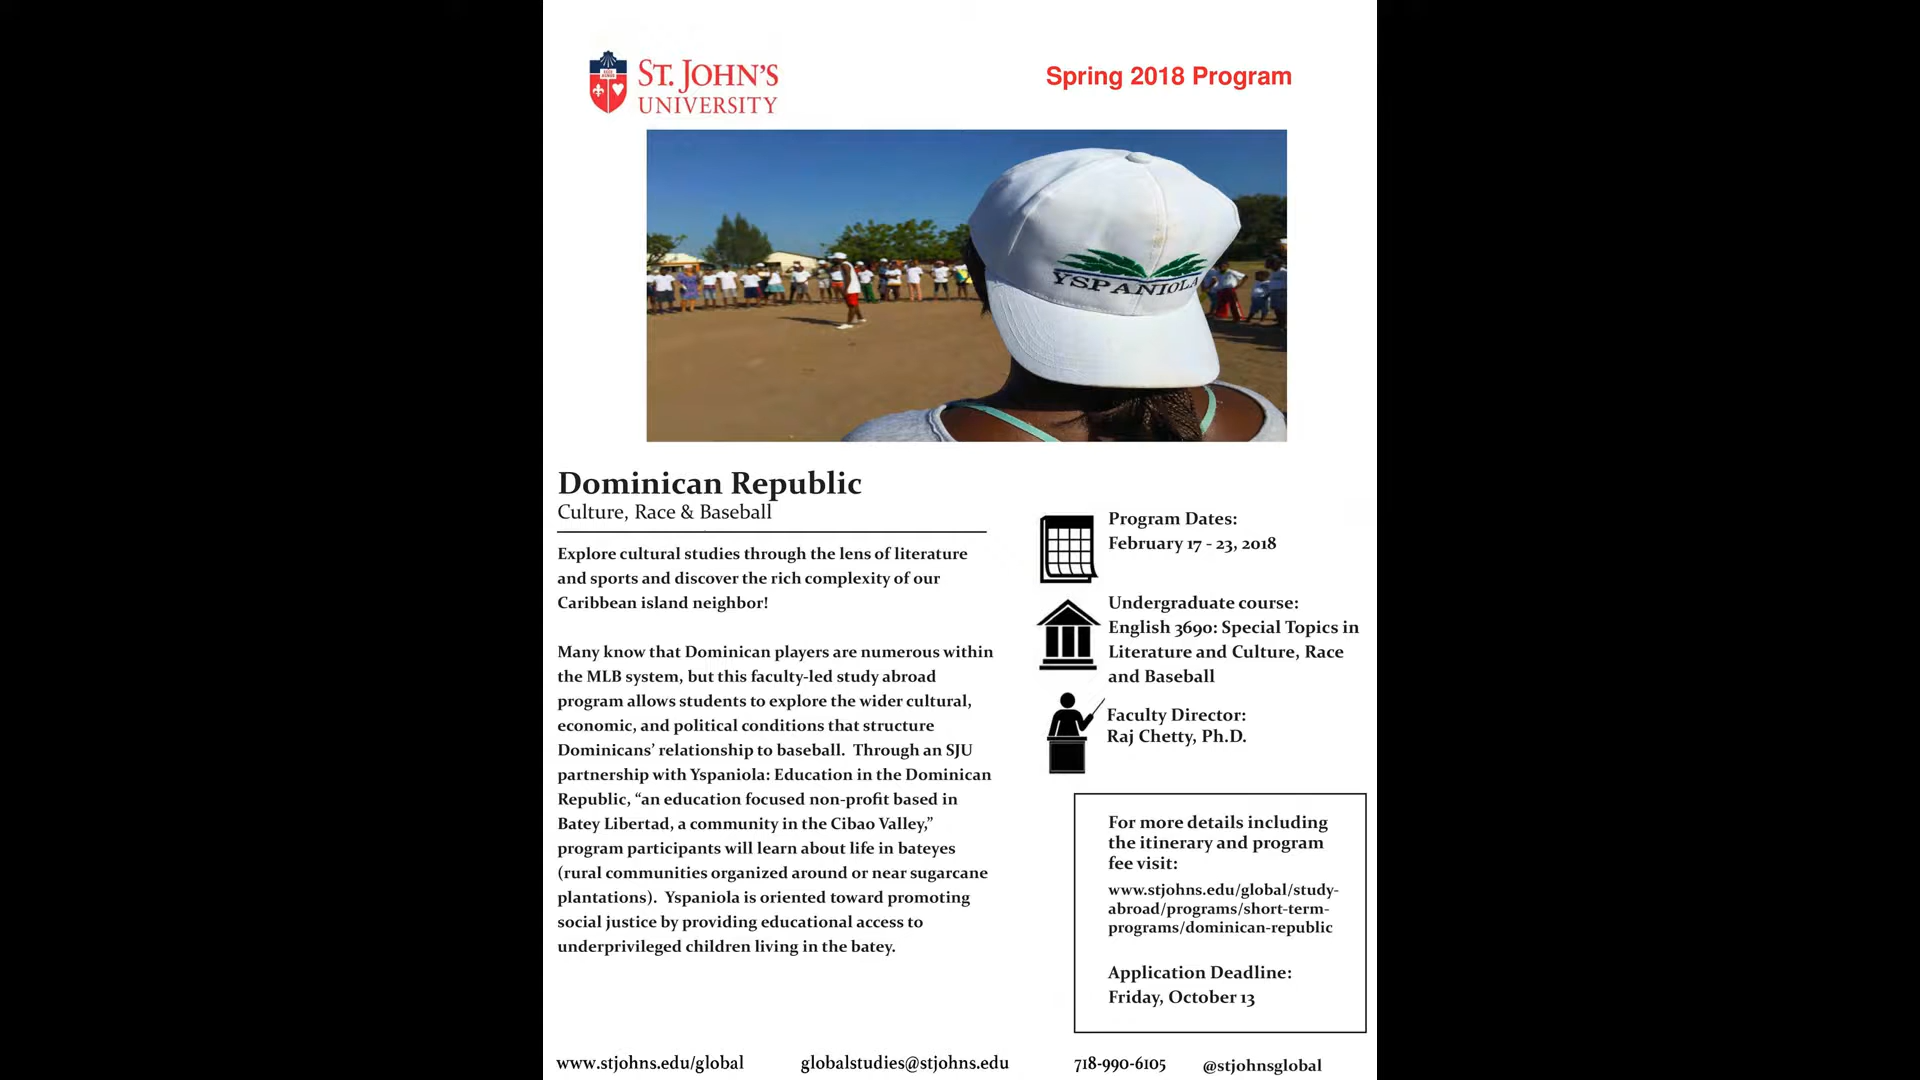 ST. JOHN'S
UNIVERSITY
Spring 2018 Program
YSPANIOLA
Dominican Republic
Culture, Race & Baseball
Explore cultural studies through the lens of literature
and sports and discover the rich complexity of our
Caribbean island neighbor!
Many know that Dominican players are numerous within
the MLB system, but this faculty-led study abroad
program allows students to explore the wider cultural,
economic, and political conditions that structure
Dominicans’ relationship to baseball.  Through an SJU
partnership with Yspaniola: Education in the Dominican
Republic, “an education focused non-profit based in
Batey Libertad, a community in the Cibao Valley,”
program participants will learn about life in bateyes
(rural communities organized around or near sugarcane
plantations).  Yspaniola is oriented toward promoting
social justice by providing educational access to
underprivileged children living in the batey.
Program Dates:
February 17 - 23, 2018
Undergraduate course:
English 3690: Special Topics in
Literature and Culture, Race
and Baseball
Faculty Director:
Raj Chetty, Ph.D.
For more details including
the itinerary and program
fee visit:
www.stjohns.edu/global/study-
abroad/programs/short-term-
programs/dominican-republic
Application Deadline:
Friday, October 13
www.stjohns.edu/global
globalstudies@stjohns.edu
718-990-6105
@stjohnsglobal